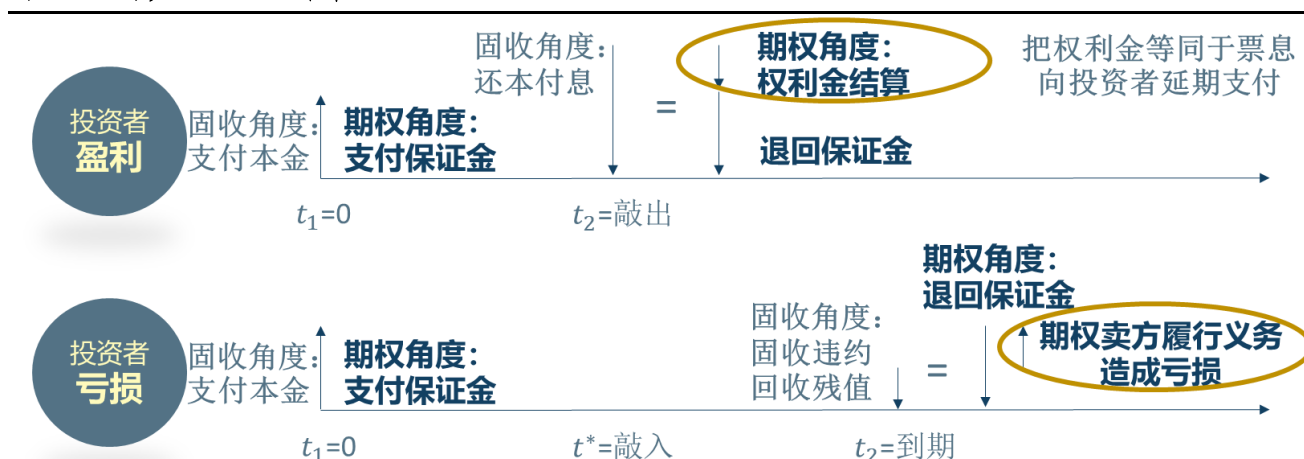 固收角度：
还本付息
=
期权角度：
权利金结算
把权利金等同于票息
向投资者延期支付
投资者
盈利
固收角度：
支付本金
期权角度：
支付保证金
退回保证金
t₁=0
t₂=敲出
期权角度：
退回保证金
投资者
亏损
固收角度：
支付本金
期权角度：
支付保证金
固收角度：
固收违约
回收残值
=
期权卖方履行义务
造成亏损
t₁=0
t*=敲入
t₂=到期